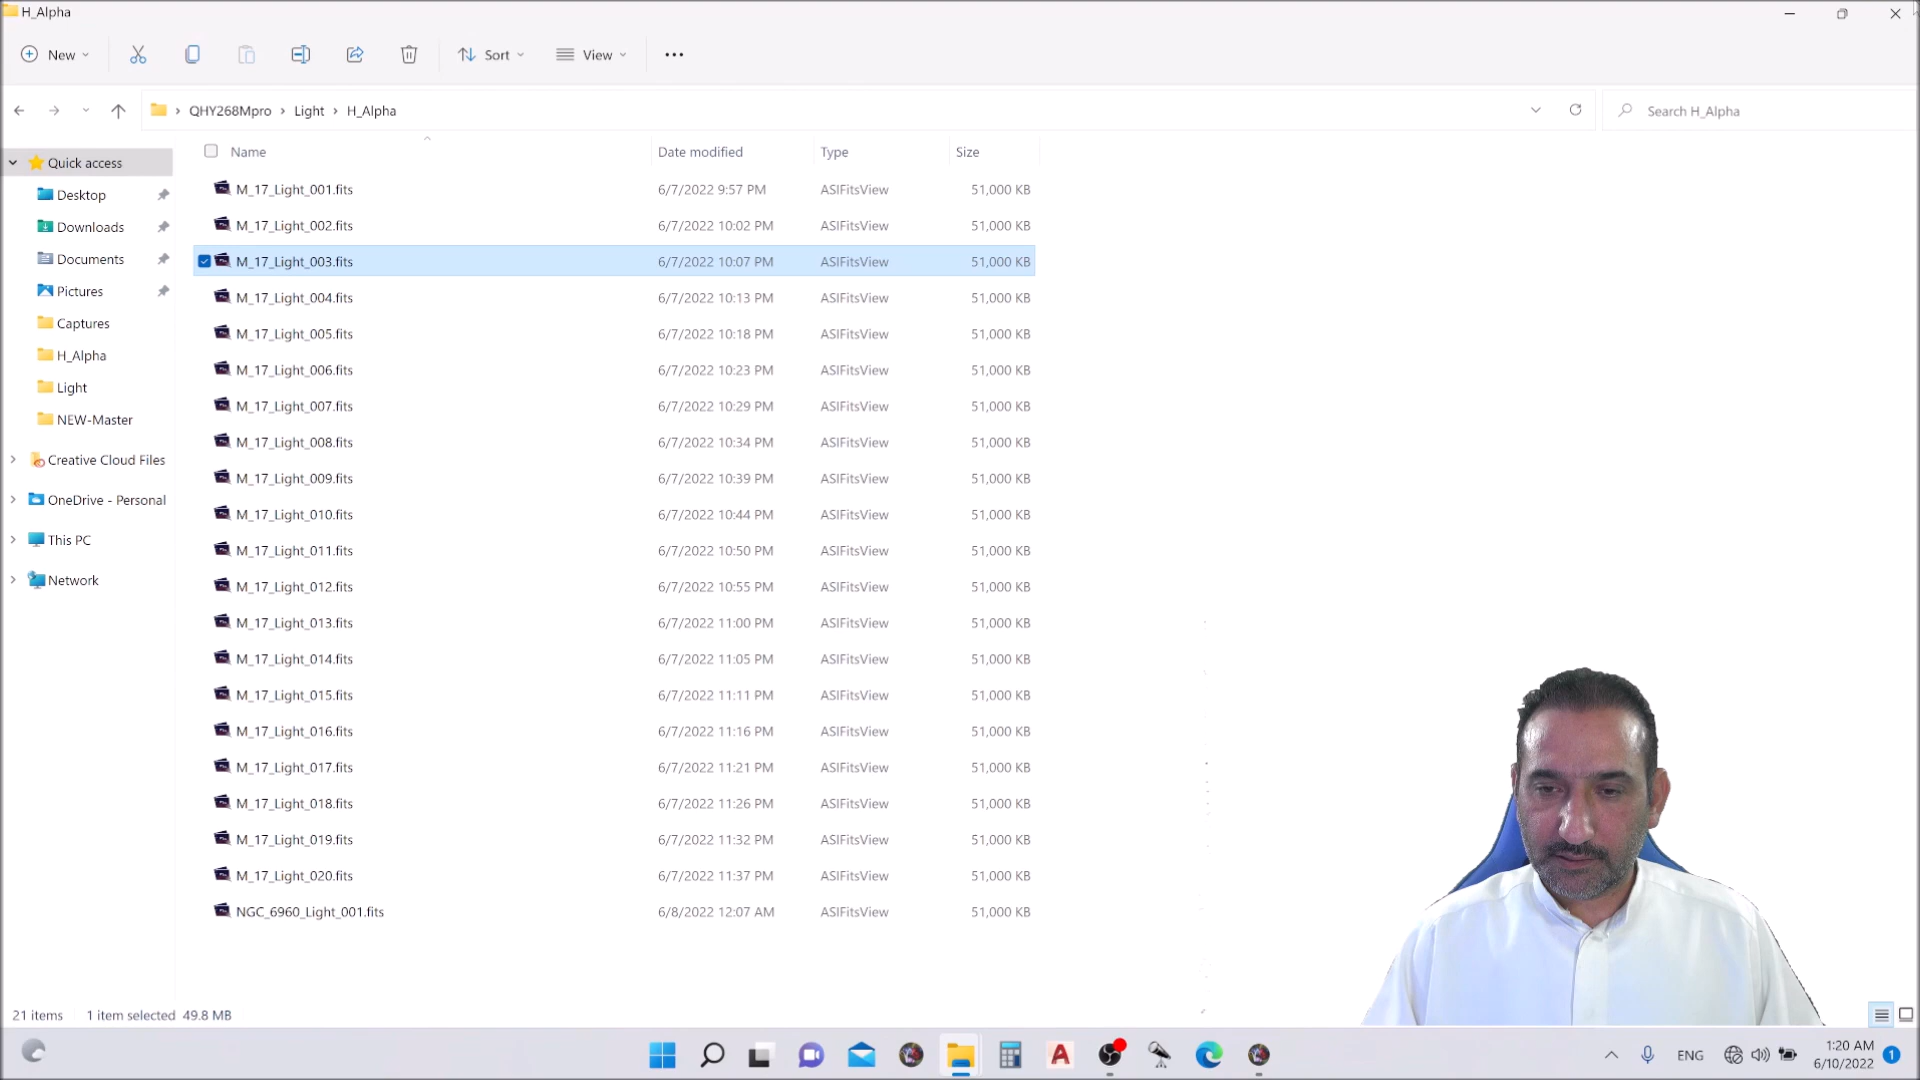 H_Alpha
New
Sort
View
QHY268Mpro › Light › H_Alpha
Search H_Alpha
Quick access
Desktop
Downloads
Documents
Pictures
Captures
H_Alpha
Light
NEW-Master
Creative Cloud Files
OneDrive - Personal
This PC
Network
Name Date modified Type Size
M_17_Light_001.fits 6/7/2022 9:57 PM ASIFitsView 51,000 KB
M_17_Light_002.fits 6/7/2022 10:02 PM ASIFitsView 51,000 KB
M_17_Light_003.fits 6/7/2022 10:07 PM ASIFitsView 51,000 KB
M_17_Light_004.fits 6/7/2022 10:13 PM ASIFitsView 51,000 KB
M_17_Light_005.fits 6/7/2022 10:18 PM ASIFitsView 51,000 KB
M_17_Light_006.fits 6/7/2022 10:23 PM ASIFitsView 51,000 KB
M_17_Light_007.fits 6/7/2022 10:29 PM ASIFitsView 51,000 KB
M_17_Light_008.fits 6/7/2022 10:34 PM ASIFitsView 51,000 KB
M_17_Light_009.fits 6/7/2022 10:39 PM ASIFitsView 51,000 KB
M_17_Light_010.fits 6/7/2022 10:44 PM ASIFitsView 51,000 KB
M_17_Light_011.fits 6/7/2022 10:50 PM ASIFitsView 51,000 KB
M_17_Light_012.fits 6/7/2022 10:55 PM ASIFitsView 51,000 KB
M_17_Light_013.fits 6/7/2022 11:00 PM ASIFitsView 51,000 KB
M_17_Light_014.fits 6/7/2022 11:05 PM ASIFitsView 51,000 KB
M_17_Light_015.fits 6/7/2022 11:11 PM ASIFitsView 51,000 KB
M_17_Light_016.fits 6/7/2022 11:16 PM ASIFitsView 51,000 KB
M_17_Light_017.fits 6/7/2022 11:21 PM ASIFitsView 51,000 KB
M_17_Light_018.fits 6/7/2022 11:26 PM ASIFitsView 51,000 KB
M_17_Light_019.fits 6/7/2022 11:32 PM ASIFitsView 51,000 KB
M_17_Light_020.fits 6/7/2022 11:37 PM ASIFitsView 51,000 KB
NGC_6960_Light_001.fits 6/8/2022 12:07 AM ASIFitsView 51,000 KB
21 items 1 item selected 49.8 MB
ENG
1:20 AM
6/10/2022
1